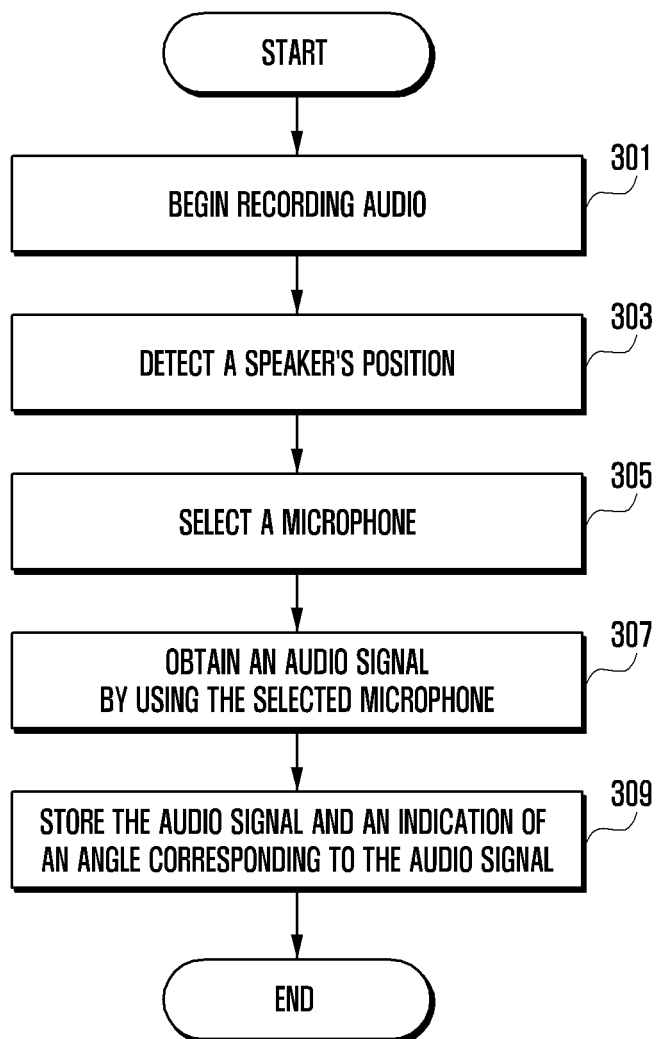 START
301
BEGIN RECORDING AUDIO
303
DETECT A SPEAKER'S POSITION
305
SELECT A MICROPHONE
307
OBTAIN AN AUDIO SIGNAL
BY USING THE SELECTED MICROPHONE
309
STORE THE AUDIO SIGNAL AND AN INDICATION OF
AN ANGLE CORRESPONDING TO THE AUDIO SIGNAL
END